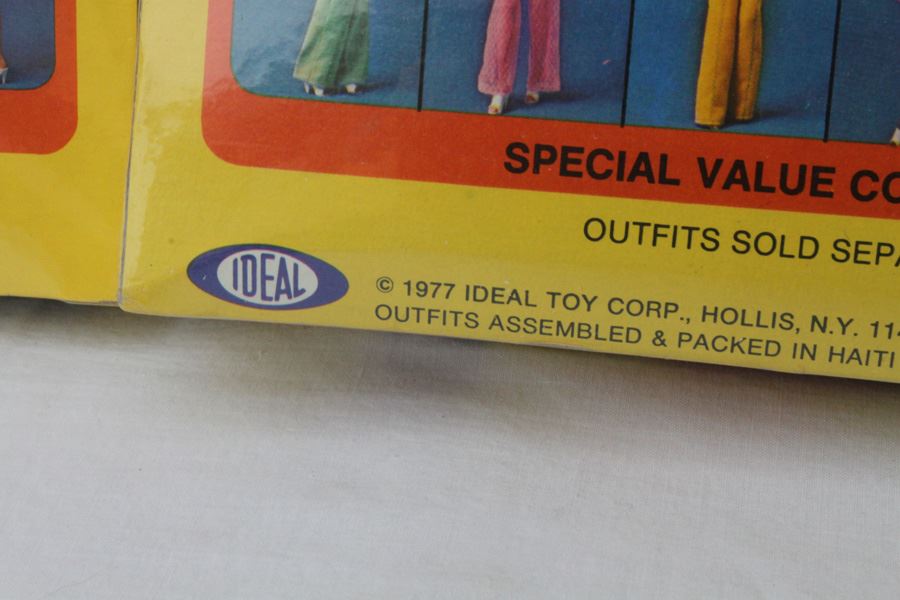 SPECIAL VALUE
OUTFITS SOLD
IDEAL
© 1977 IDEAL TOY CORP., HOLLIS, N.Y.
OUTFITS ASSEMBLED & PACKED IN HAITI